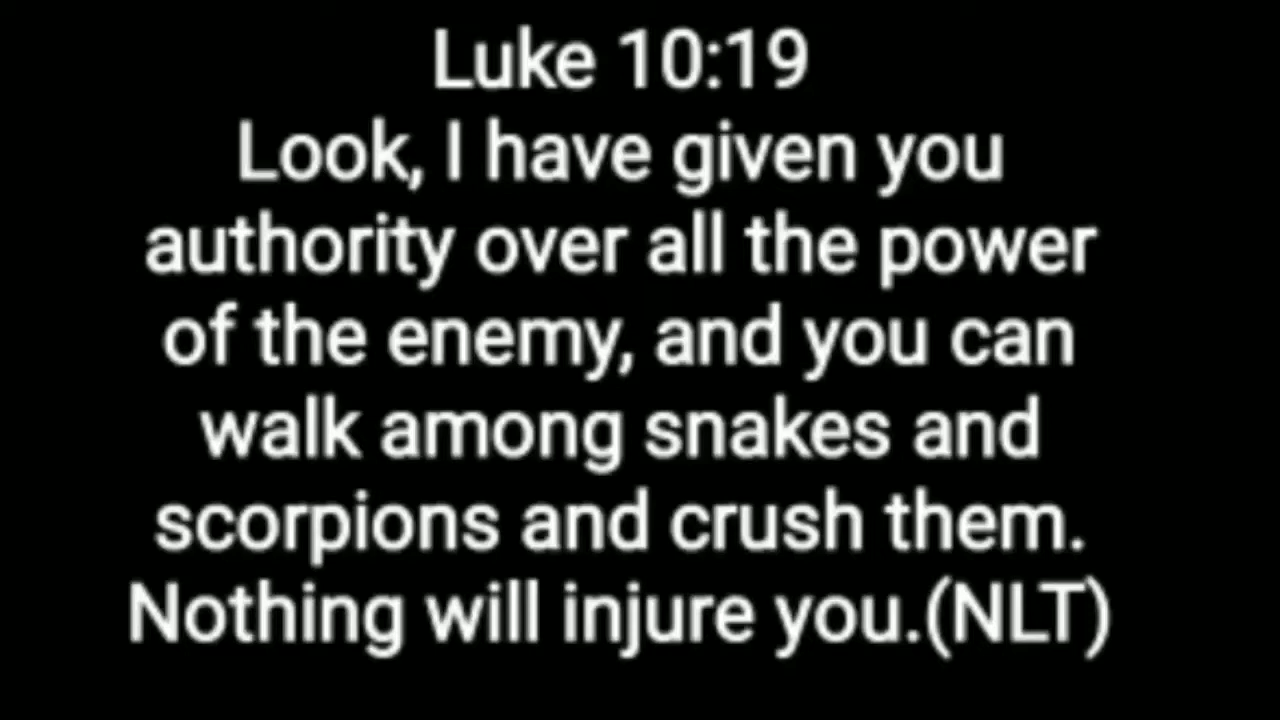 Luke 10:19
Look, I have given you
authority over all the power
of the enemy, and you can
walk among snakes and
scorpions and crush them.
Nothing will injure you.(NLT)